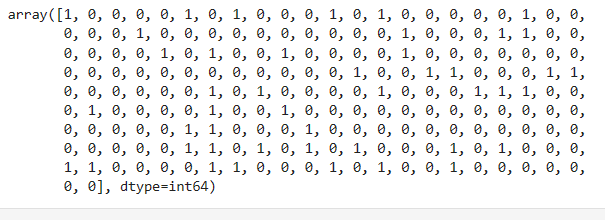 array([1, 0, 0, 0, 0, 1, 0, 1, 0, 0, 0, 1, 0, 1, 0, 0, 0, 0, 0, 1, 0, 0,
0, 0, 0, 1, 0, 0, 0, 0, 0, 0, 0, 0, 0, 0, 1, 0, 0, 0, 1, 1, 0, 0,
0, 0, 0, 0, 1, 0, 1, 0, 0, 1, 0, 0, 0, 0, 1, 0, 0, 0, 0, 0, 0, 0,
0, 0, 0, 0, 0, 0, 0, 0, 0, 0, 0, 0, 1, 0, 0, 1, 1, 0, 0, 0, 1, 1,
0, 0, 0, 0, 0, 0, 1, 0, 1, 0, 0, 0, 0, 1, 0, 0, 0, 1, 1, 1, 0, 0,
0, 1, 0, 0, 0, 0, 1, 0, 0, 1, 0, 0, 0, 0, 0, 0, 0, 0, 0, 0, 0, 0,
0, 0, 0, 0, 0, 1, 1, 0, 0, 0, 1, 0, 0, 0, 0, 0, 0, 0, 0, 0, 0, 0,
0, 0, 0, 0, 0, 1, 1, 0, 1, 0, 1, 0, 1, 0, 0, 0, 1, 0, 1, 0, 0, 0,
1, 1, 0, 0, 0, 0, 1, 1, 0, 0, 0, 1, 0, 1, 0, 0, 1, 0, 0, 0, 0, 0,
0, 0], dtype=int64)